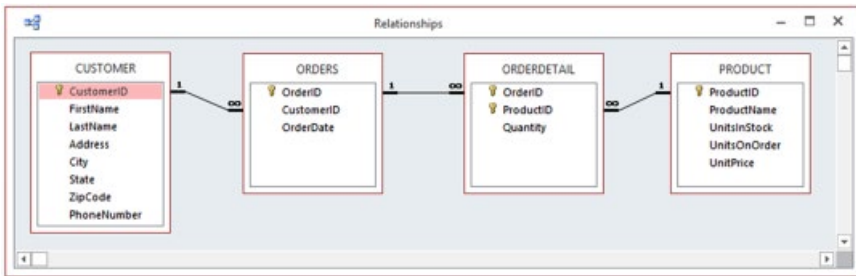 Relationships
CUSTOMER
CustomerID
FirstName
LastName
Address
City
State
ZipCode
PhoneNumber
1
∞
ORDERS
OrderID
CustomerID
OrderDate
1
∞
ORDERDETAIL
OrderID
ProductID
Quantity
∞
1
PRODUCT
ProductID
ProductName
UnitsInStock
UnitsOnOrder
UnitPrice